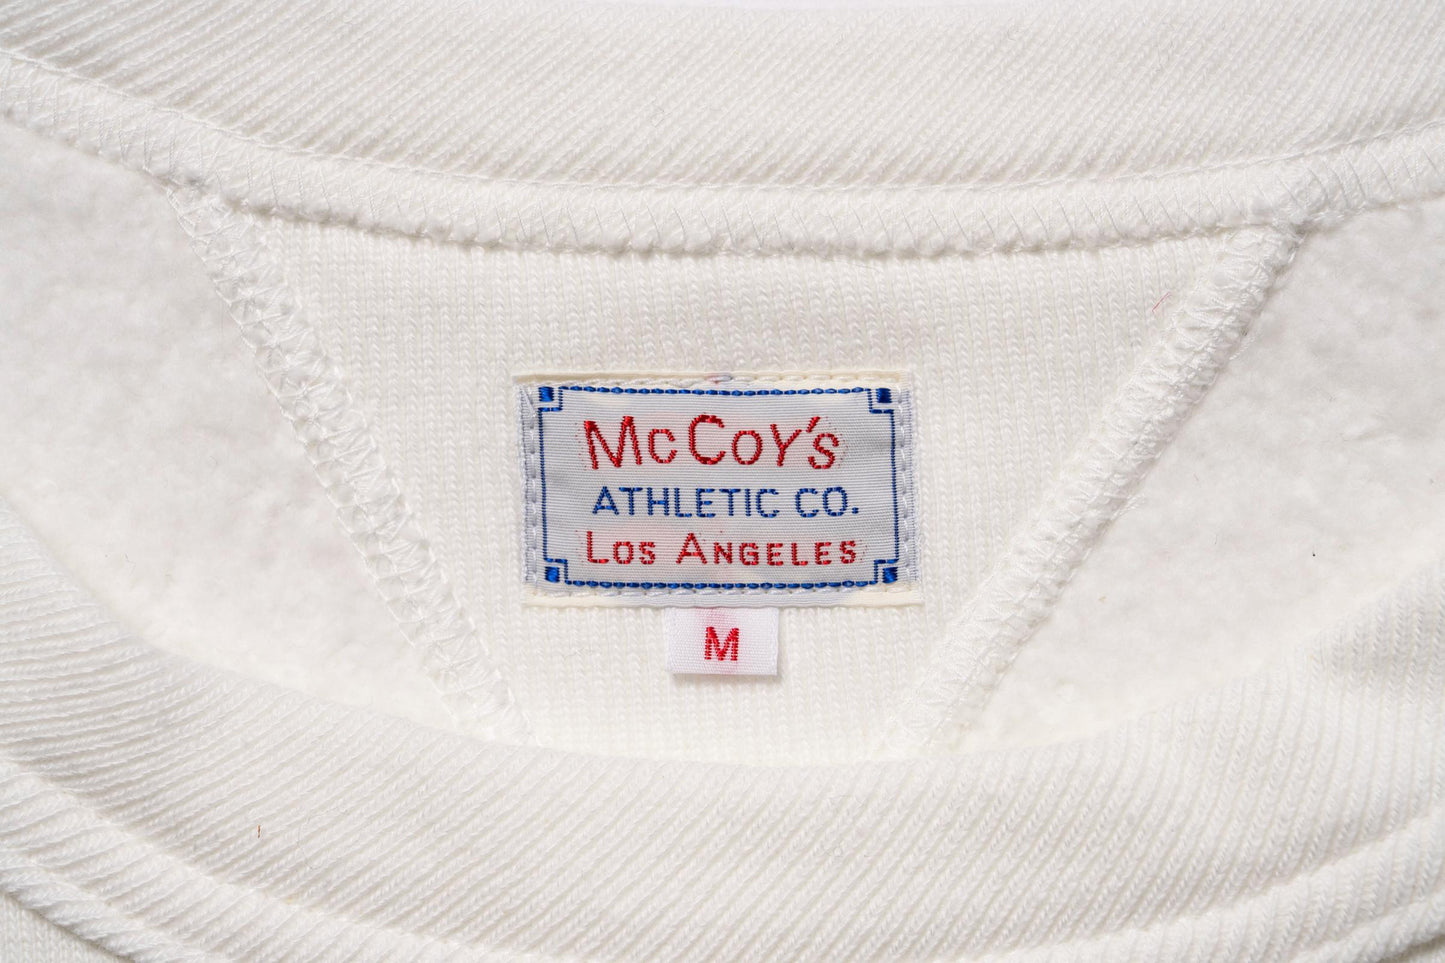 McCoy's
ATHLETIC CO.
Los Angeles
M